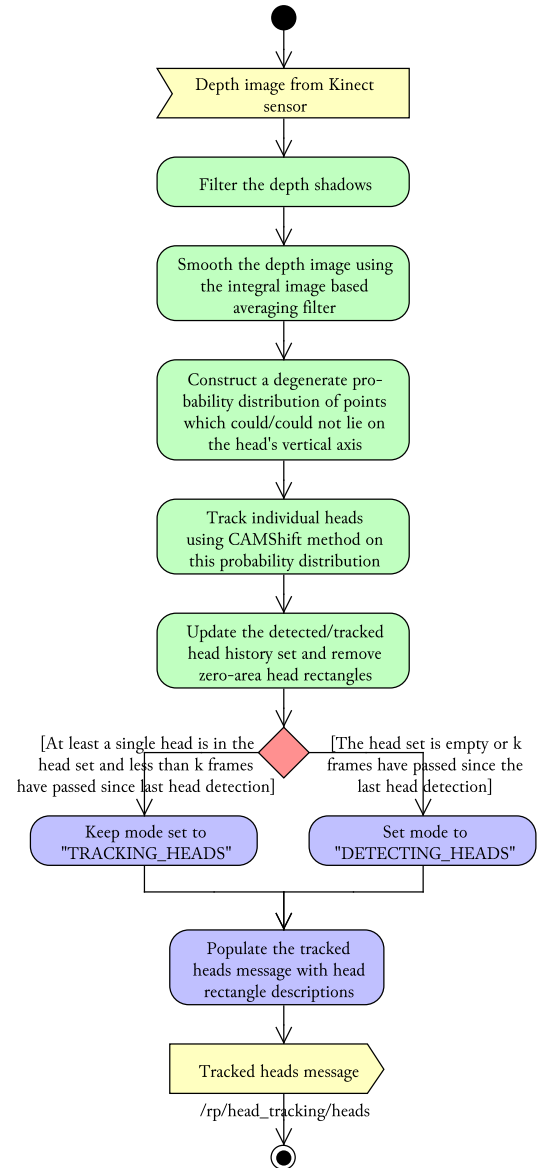 Depth image from Kinect
sensor
Filter the depth shadows
Smooth the depth image using
the integral image based
averaging filter
Construct a degenerate pro-
bability distribution of points
which could/could not lie on
the head's vertical axis
Track individual heads
using CAMShift method on
this probability distribution
Update the detected/tracked
head history set and remove
zero-area head rectangles
[At least a single head is in the
head set and less than k frames
have passed since last head detection]
[The head set is empty or k
frames have passed since the
last head detection]
Keep mode set to
"TRACKING_HEADS"
Set mode to
"DETECTING_HEADS"
Populate the tracked
heads message with head
rectangle descriptions
Tracked heads message
/rp/head_tracking/heads